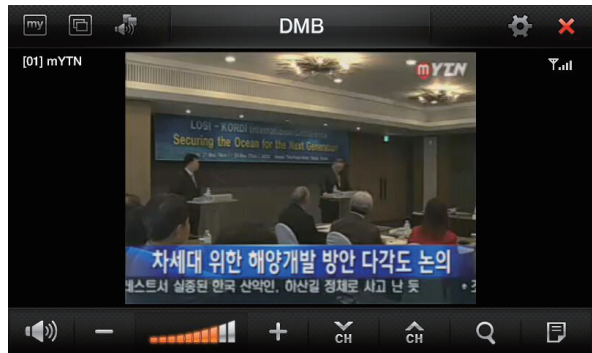 my
DMB
[01] mYTN
mYTN
LOSI - KORDI International Conference
Securing the Ocean for the Next Generation
차세대 위한 해양개발 방안 다각도 논의
레스트서 실종된 한국 산악인, 아산길 정체로 사고 난 듯
CH
CH